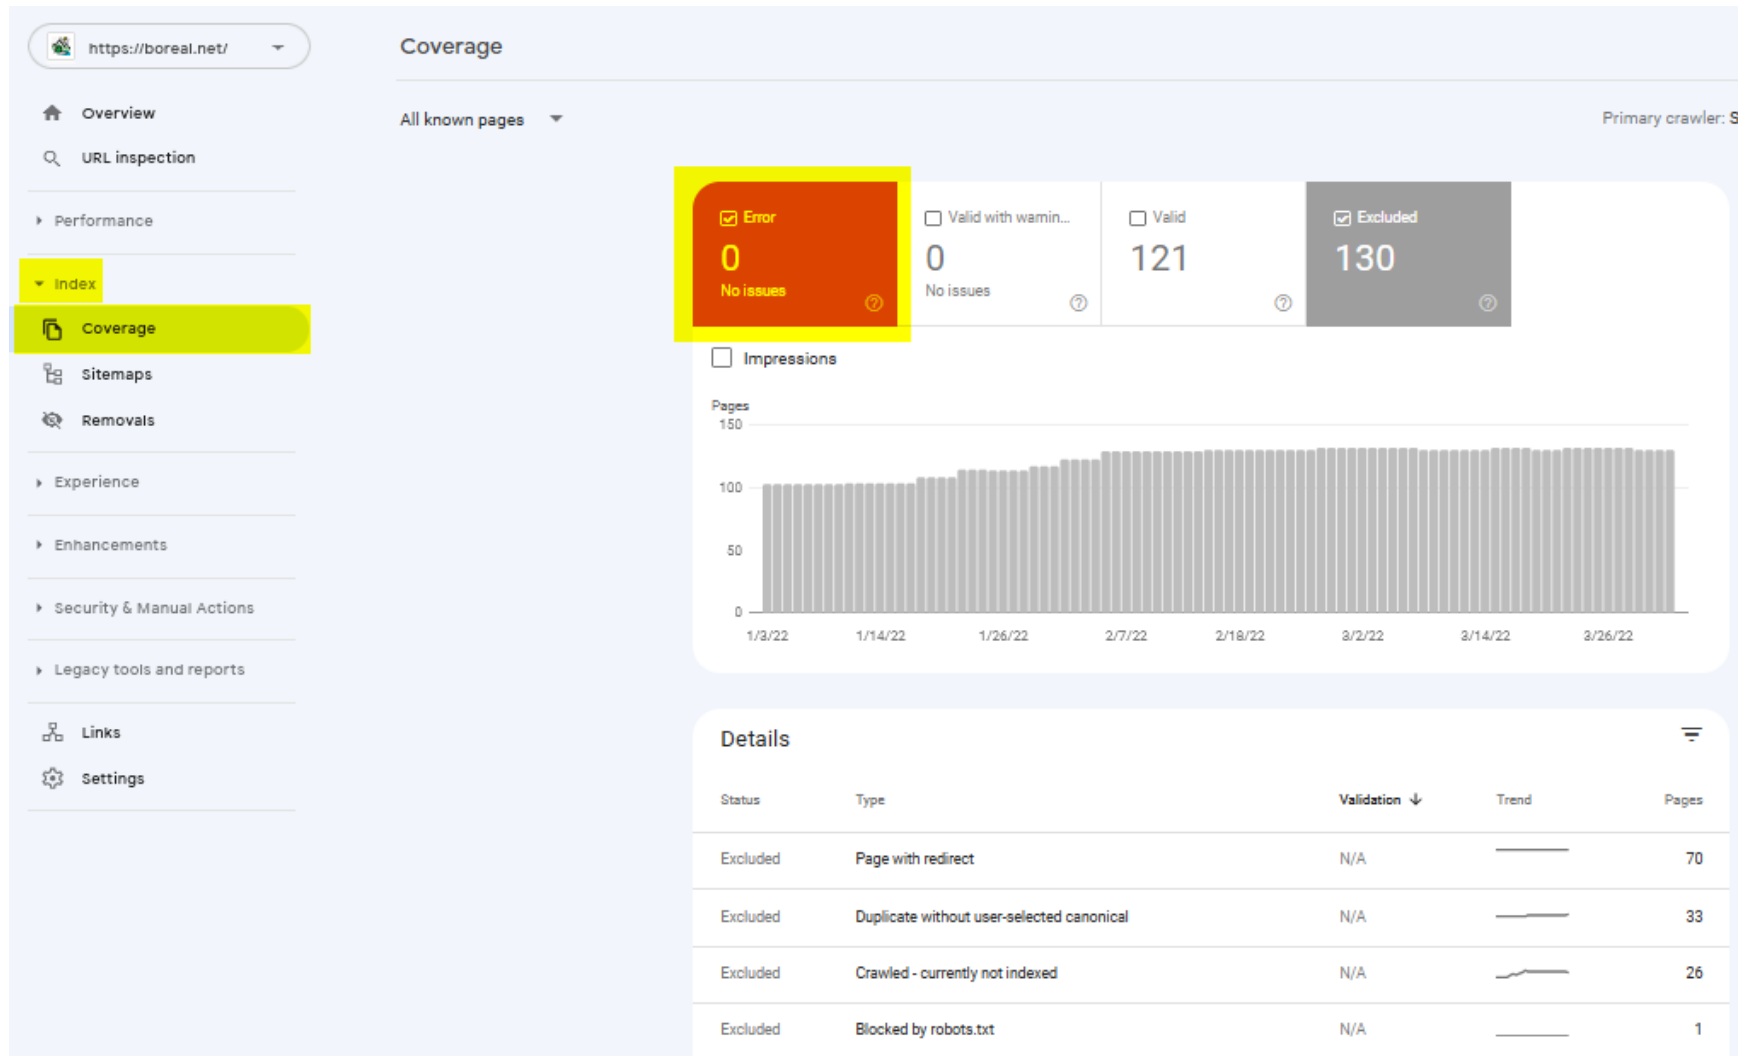 https://boreal.net/
Coverage
Overview
URL inspection
Performance
Index
Coverage
Sitemaps
Removals
Experience
Enhancements
Security & Manual Actions
Legacy tools and reports
Links
Settings
All known pages
Primary crawler: S
Error
0
No issues
Valid with warnin...
0
No issues
Valid
121
Excluded
130
Impressions
Pages
150
100
50
0
1/3/22 1/14/22 1/26/22 2/7/22 2/18/22 3/2/22 3/14/22 3/26/22
Details
Status Type Validation Trend Pages
Excluded Page with redirect N/A 70
Excluded Duplicate without user-selected canonical N/A 33
Excluded Crawled - currently not indexed N/A 26
Excluded Blocked by robots.txt N/A 1